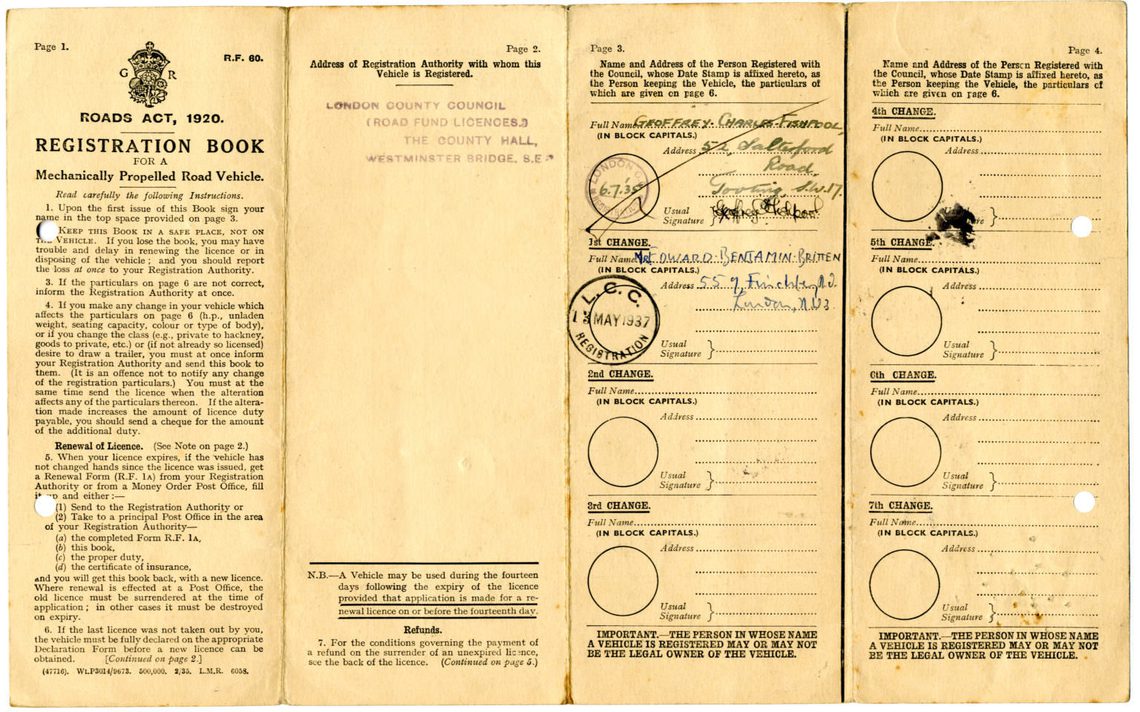 Page 1.
R.F. 60.
G R
ROADS ACT, 1920.
REGISTRATION BOOK
FOR A
Mechanically Propelled Road Vehicle.
Read carefully the following Instructions.
1. Upon the first issue of this Book sign your
name in the top space provided on page 3.
KEEP THIS BOOK IN A SAFE PLACE, NOT ON
VEHICLE. If you lose the book, you may have
trouble and delay in renewing the licence or in
disposing of the vehicle; and you should report
the loss at once to your Registration Authority.
3. If the particulars on page 6 are not correct,
inform the Registration Authority at once.
4. If you make any change in your vehicle which
affects the particulars on page 6 (h.p., unladen
weight, seating capacity, colour or type of body),
or if you change the class (e.g., private to hackney,
goods to private, etc.) or (if not already so licensed)
desire to draw a trailer, you must at once inform
your Registration Authority and send this book to
them. (It is an offence not to notify any change
of the registration particulars.) You must at the
same time send the licence when the alteration
affects any of the particulars thereon. If the altera-
tion made increases the amount of licence duty
payable, you should send a cheque for the amount
of the additional duty.
Renewal of Licence. (See Note on page 2.)
5. When your licence expires, if the vehicle has
not changed hands since the licence was issued, get
a Renewal Form (R.F. 1A) from your Registration
Authority or from a Money Order Post Office, fill
it up and either :—
(1) Send to the Registration Authority or
(2) Take to a principal Post Office in the area
of your Registration Authority—
(a) the completed Form R.F. 1A,
(b) this book,
(c) the proper duty,
(d) the certificate of insurance,
and you will get this book back, with a new licence.
Where renewal is effected at a Post Office, the
old licence must be surrendered at the time of
application; in other cases it must be destroyed
on expiry.
6. If the last licence was not taken out by you,
the vehicle must be fully declared on the appropriate
Declaration Form before a new licence can be
obtained. [Continued on page 2.]
(47716). Wt.P3014/9673. 500,000. 2/35. L.M.R. 6058.
Page 2.
Address of Registration Authority with whom this
Vehicle is Registered.
LONDON COUNTY COUNCIL
(ROAD FUND LICENCES.)
THE COUNTY HALL,
WESTMINSTER BRIDGE. S.E
N.B.—A Vehicle may be used during the fourteen
days following the expiry of the licence
provided that application is made for a re-
newal licence on or before the fourteenth day.
Refunds.
7. For the conditions governing the payment of
a refund on the surrender of an unexpired licence,
see the back of the licence. (Continued on page 5.)
Page 3.
Name and Address of the Person Registered with
the Council, whose Date Stamp is affixed hereto, as
the Person keeping the Vehicle, the particulars of
which are given on page 6.
Full Name GEOFFREY. CHARLES. FISHPOOL,
(IN BLOCK CAPITALS.)
Address 52 Salterford
Road.
Tooting S.W.17.
LONDON
6.7.35
Usual
Signature
1st CHANGE.
Full Name Mr EDWARD BENJAMIN BRITTEN
(IN BLOCK CAPITALS.)
Address 559, Finchley Rd.
London, NW3
L.C.C.
13 MAY 1937
REGISTRATION
Usual
Signature
2nd CHANGE.
Full Name
(IN BLOCK CAPITALS.)
Address
Usual
Signature
3rd CHANGE.
Full Name
(IN BLOCK CAPITALS.)
Address
Usual
Signature
IMPORTANT.—THE PERSON IN WHOSE NAME
A VEHICLE IS REGISTERED MAY OR MAY NOT
BE THE LEGAL OWNER OF THE VEHICLE.
Page 4.
Name and Address of the Person Registered with
the Council, whose Date Stamp is affixed hereto, as
the Person keeping the Vehicle, the particulars of
which are given on page 6.
4th CHANGE.
Full Name
(IN BLOCK CAPITALS.)
Address
5th CHANGE.
Full Name
(IN BLOCK CAPITALS.)
Address
Usual
Signature
6th CHANGE.
Full Name
(IN BLOCK CAPITALS.)
Address
Usual
Signature
7th CHANGE.
Full Name
(IN BLOCK CAPITALS.)
Address
Usual
Signature
IMPORTANT.—THE PERSON IN WHOSE NAME
A VEHICLE IS REGISTERED MAY OR MAY NOT
BE THE LEGAL OWNER OF THE VEHICLE.